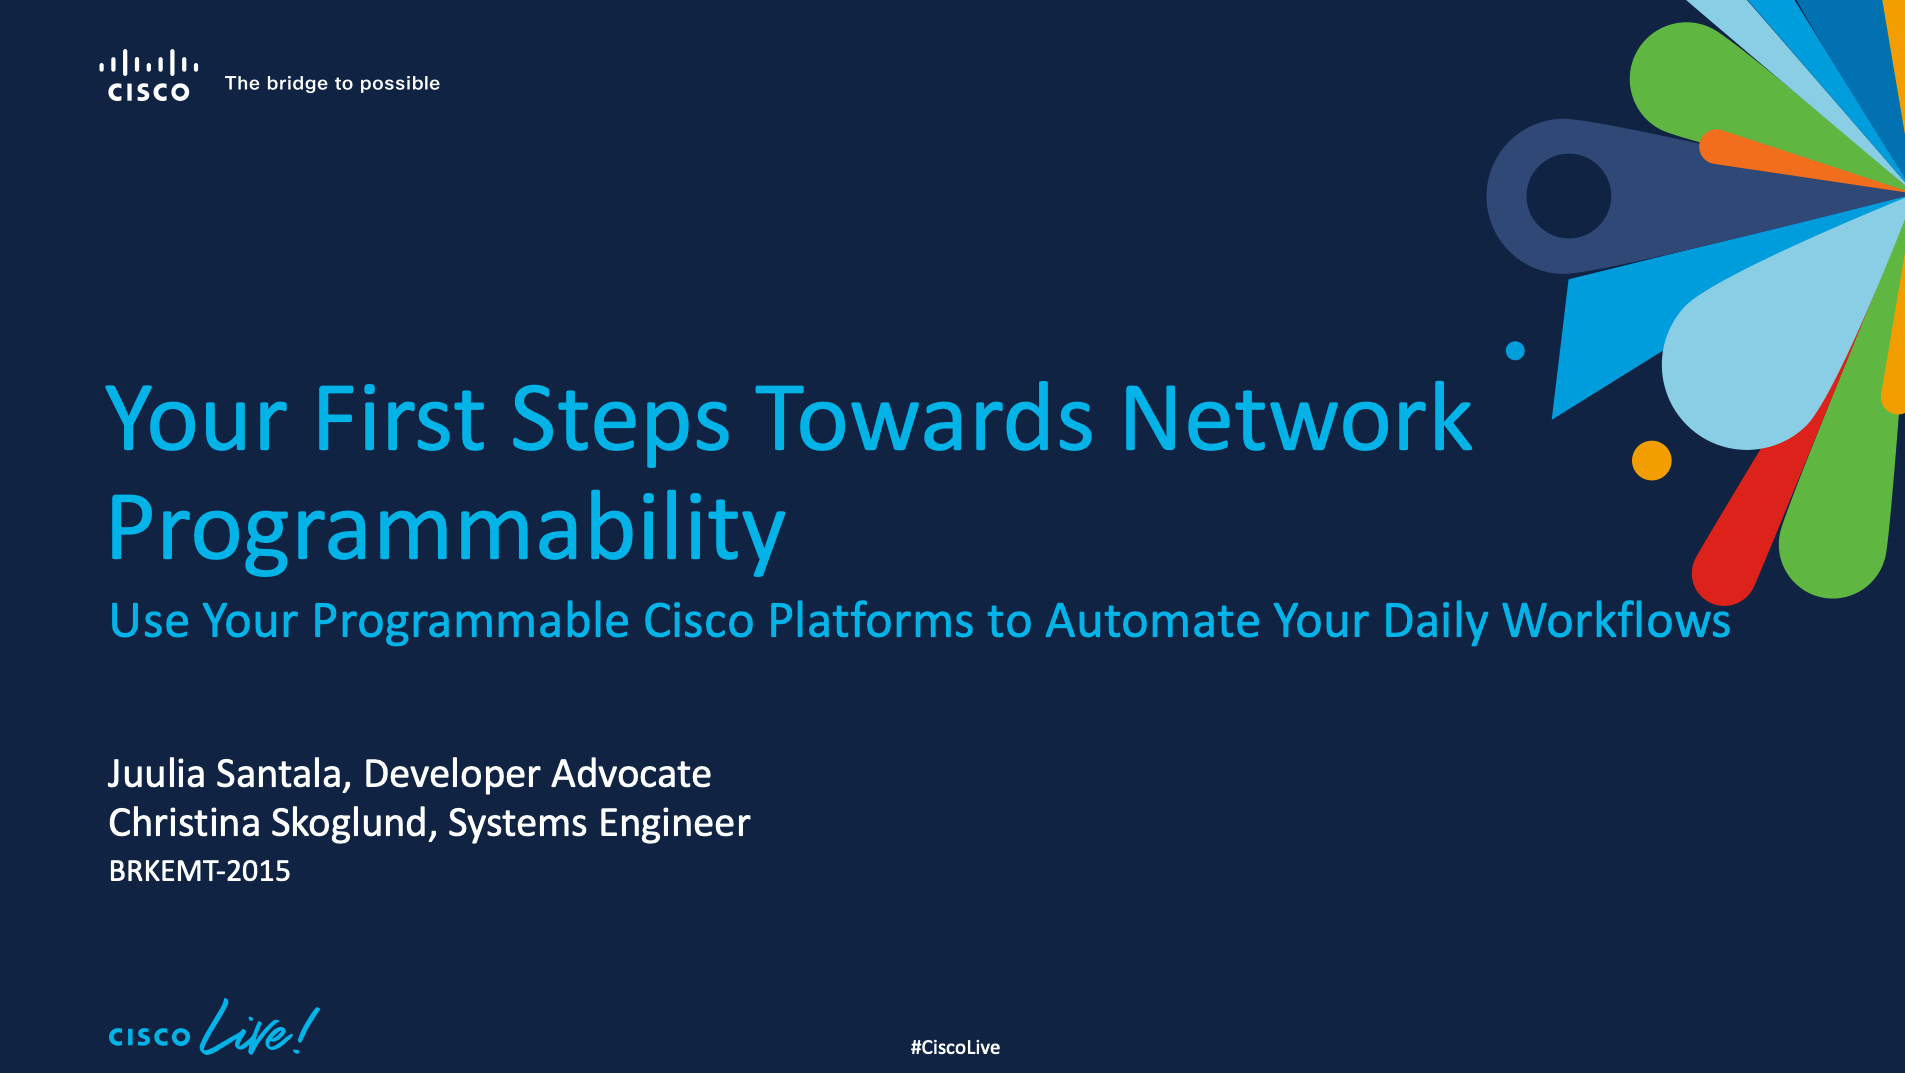 CISCO
The bridge to possible
Your First Steps Towards Network
Programmability
Use Your Programmable Cisco Platforms to Automate Your Daily Workflows
Juulia Santala, Developer Advocate
Christina Skoglund, Systems Engineer
BRKEMT-2015
CISCO Live!
#CiscoLive